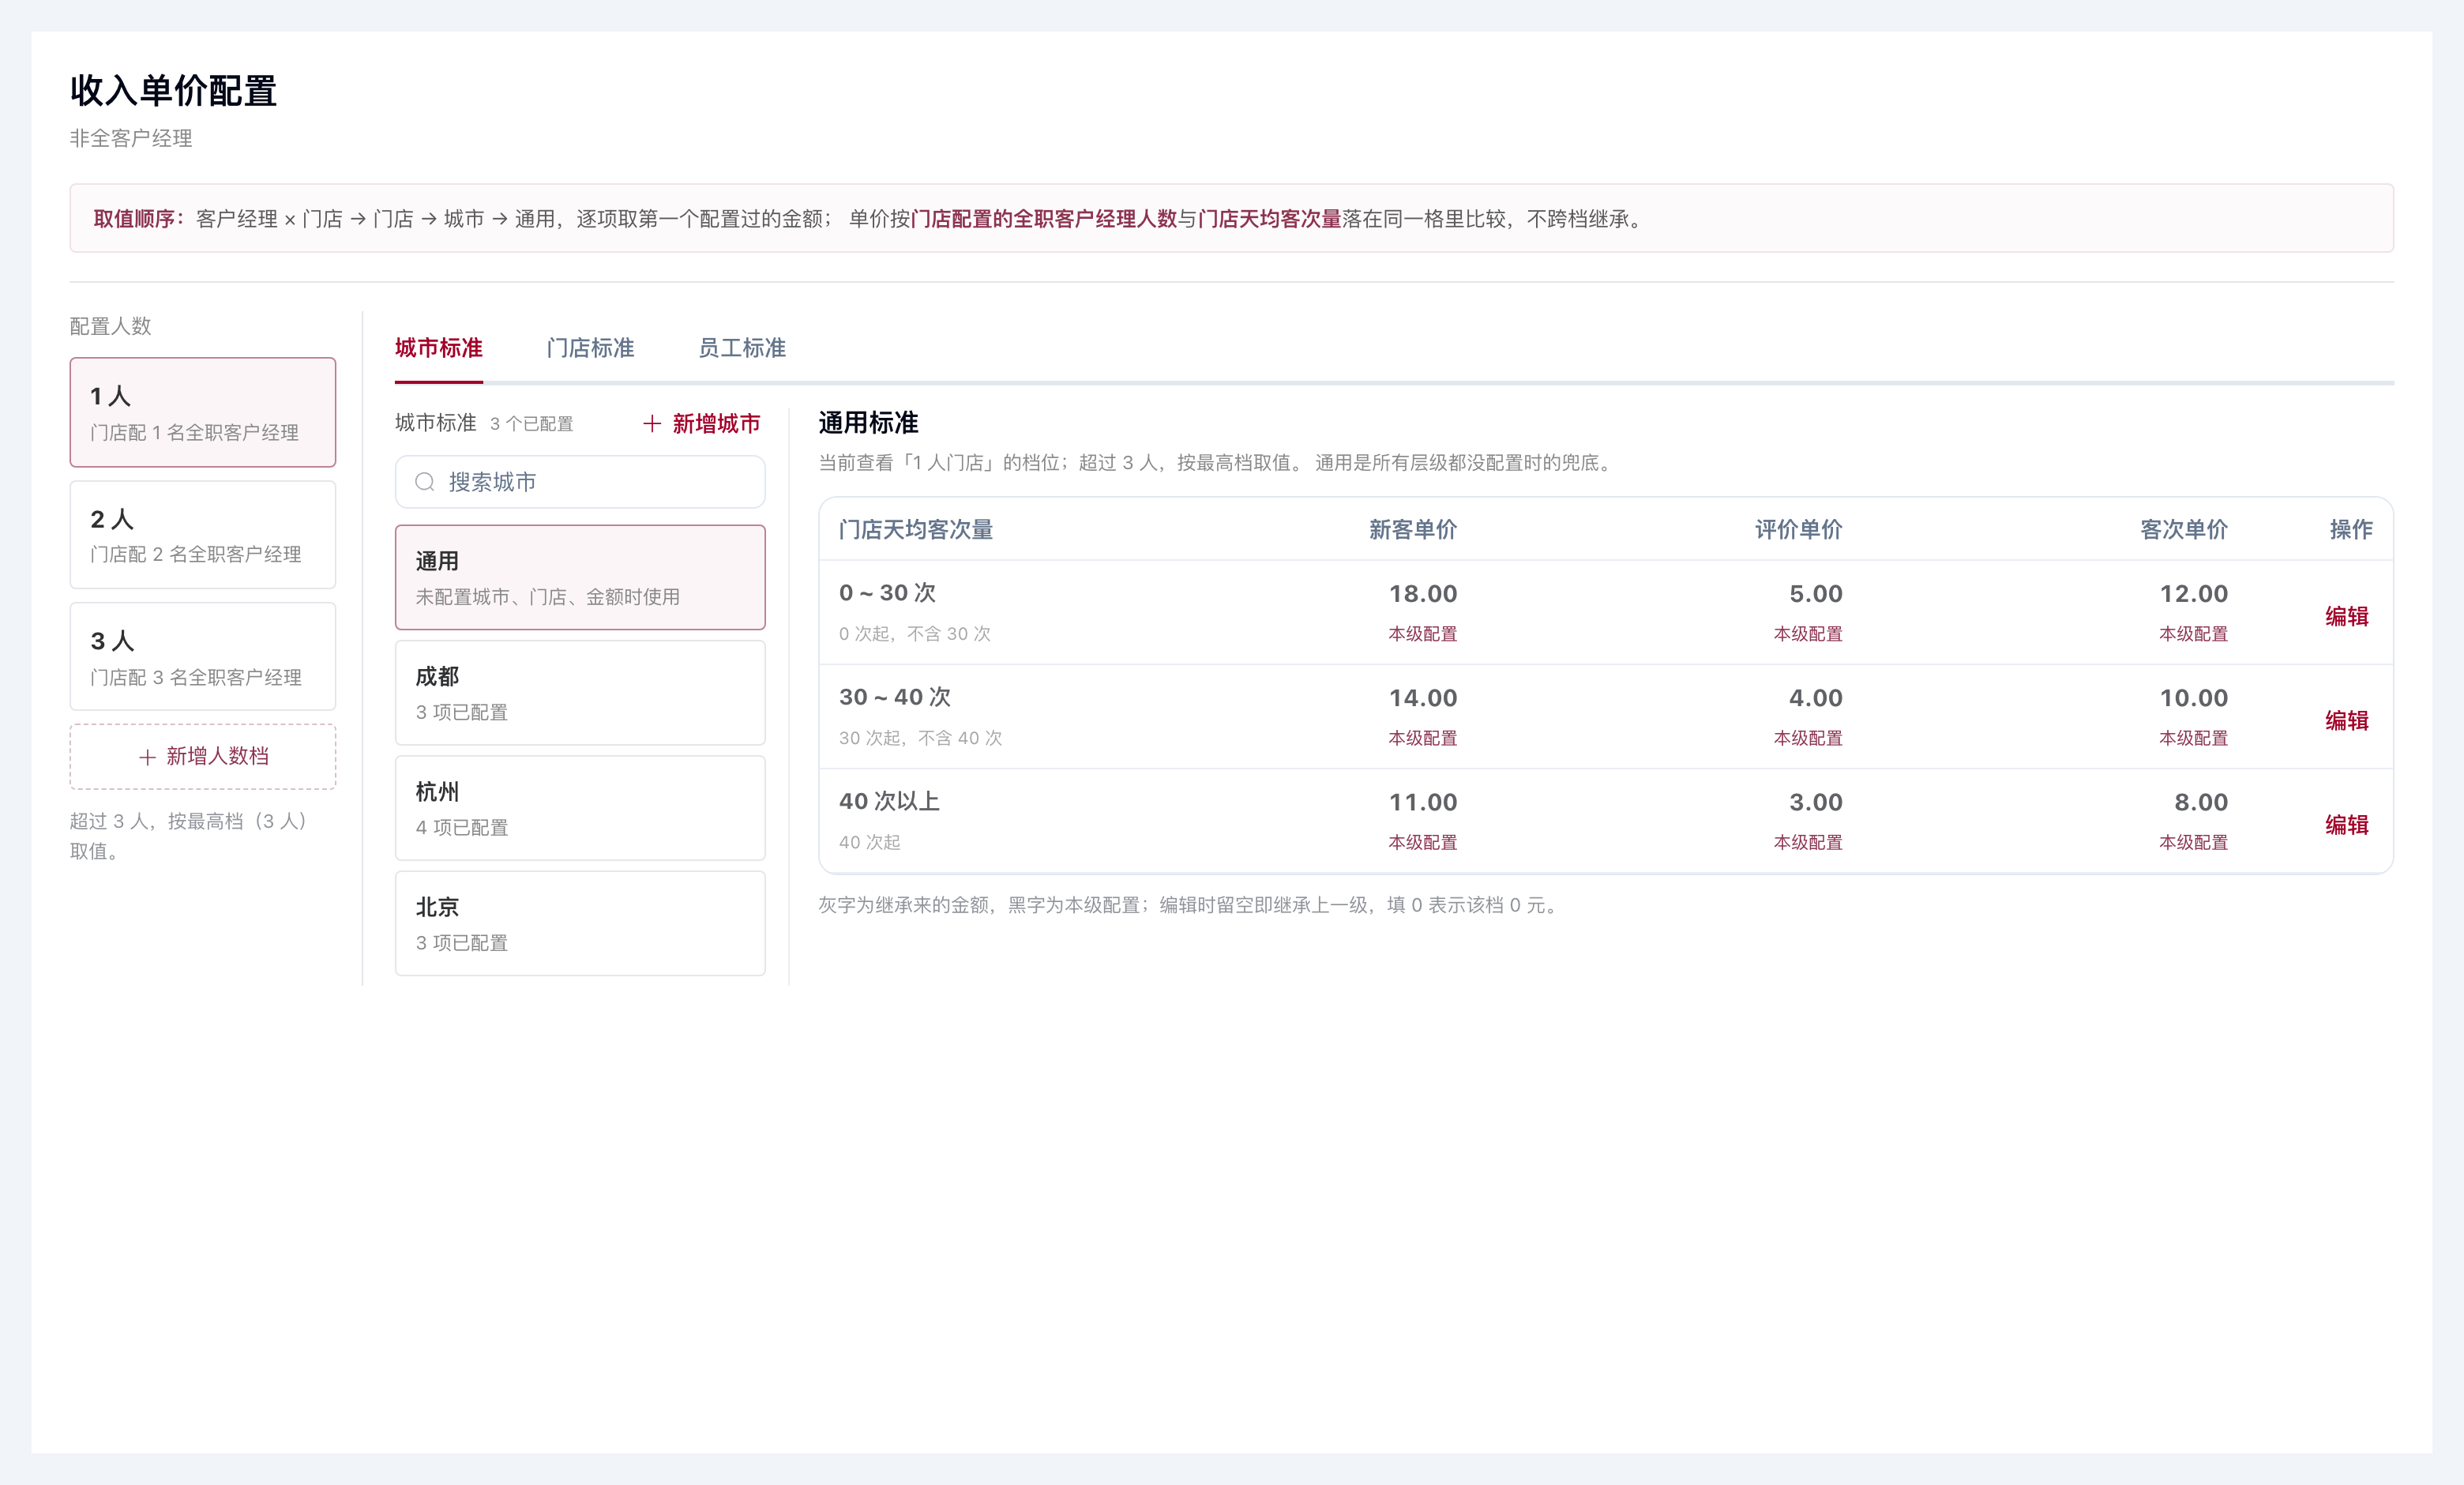 收入单价配置
非全客户经理
取值顺序：客户经理 × 门店 → 门店 → 城市 → 通用，逐项取第一个配置过的金额； 单价按门店配置的全职客户经理人数与门店天均客次量落在同一格里比较，不跨档继承。
配置人数
1 人
门店配 1 名全职客户经理
2 人
门店配 2 名全职客户经理
3 人
门店配 3 名全职客户经理
+ 新增人数档
超过 3 人，按最高档（3 人）
取值。
城市标准 门店标准 员工标准
城市标准 3 个已配置 + 新增城市
搜索城市
通用
未配置城市、门店、金额时使用
成都
3 项已配置
杭州
4 项已配置
北京
3 项已配置
通用标准
当前查看「1 人门店」的档位；超过 3 人，按最高档取值。 通用是所有层级都没配置时的兜底。
门店天均客次量 新客单价 评价单价 客次单价 操作
0 ~ 30 次 18.00 5.00 12.00 编辑
0 次起，不含 30 次 本级配置 本级配置 本级配置
30 ~ 40 次 14.00 4.00 10.00 编辑
30 次起，不含 40 次 本级配置 本级配置 本级配置
40 次以上 11.00 3.00 8.00 编辑
40 次起 本级配置 本级配置 本级配置
灰字为继承来的金额，黑字为本级配置；编辑时留空即继承上一级，填 0 表示该档 0 元。